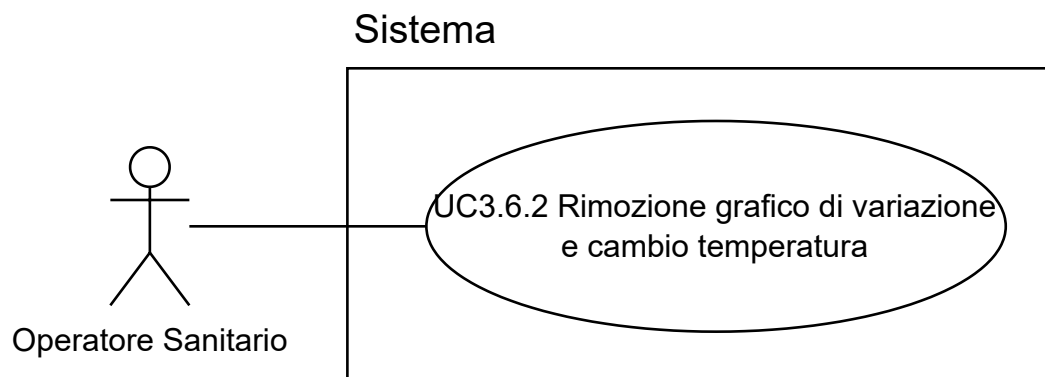 Sistema
UC3.6.2 Rimozione grafico di variazione
e cambio temperatura
Operatore Sanitario